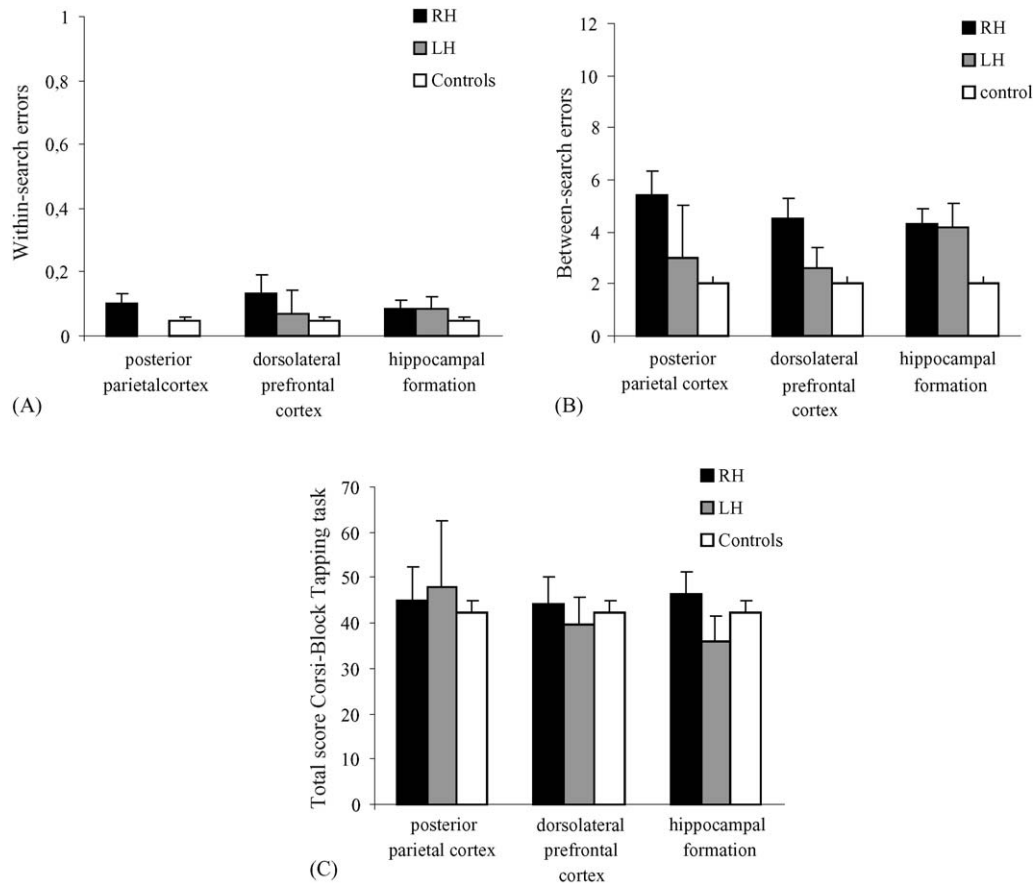 1
0,8
0,6
0,4
0,2
0
Within-search errors
RH
LH
Controls
posterior
parietalcortex
dorsolateral
prefrontal
cortex
hippocampal
formation
(A)
12
10
8
6
4
2
0
Between-search errors
RH
LH
control
posterior
parietal cortex
dorsolateral
prefrontal
cortex
hippocampal
formation
(B)
70
60
50
40
30
20
10
0
Total score Corsi-Block Tapping task
RH
LH
Controls
posterior
parietal cortex
dorsolateral
prefrontal
cortex
hippocampal
formation
(C)